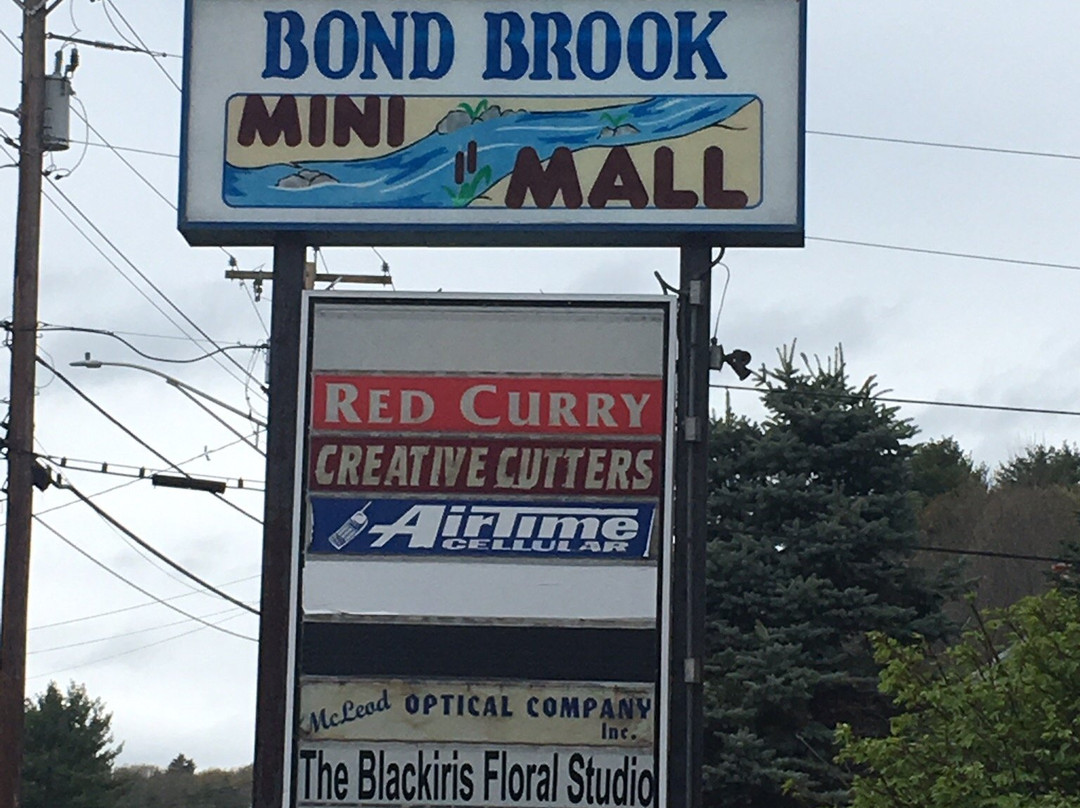 BOND BROOK
MINI
MALL
RED CURRY
CREATIVE CUTTERS
AirTime
CELLULAR
McLeod OPTICAL COMPANY
Inc.
The Blackiris Floral Studio